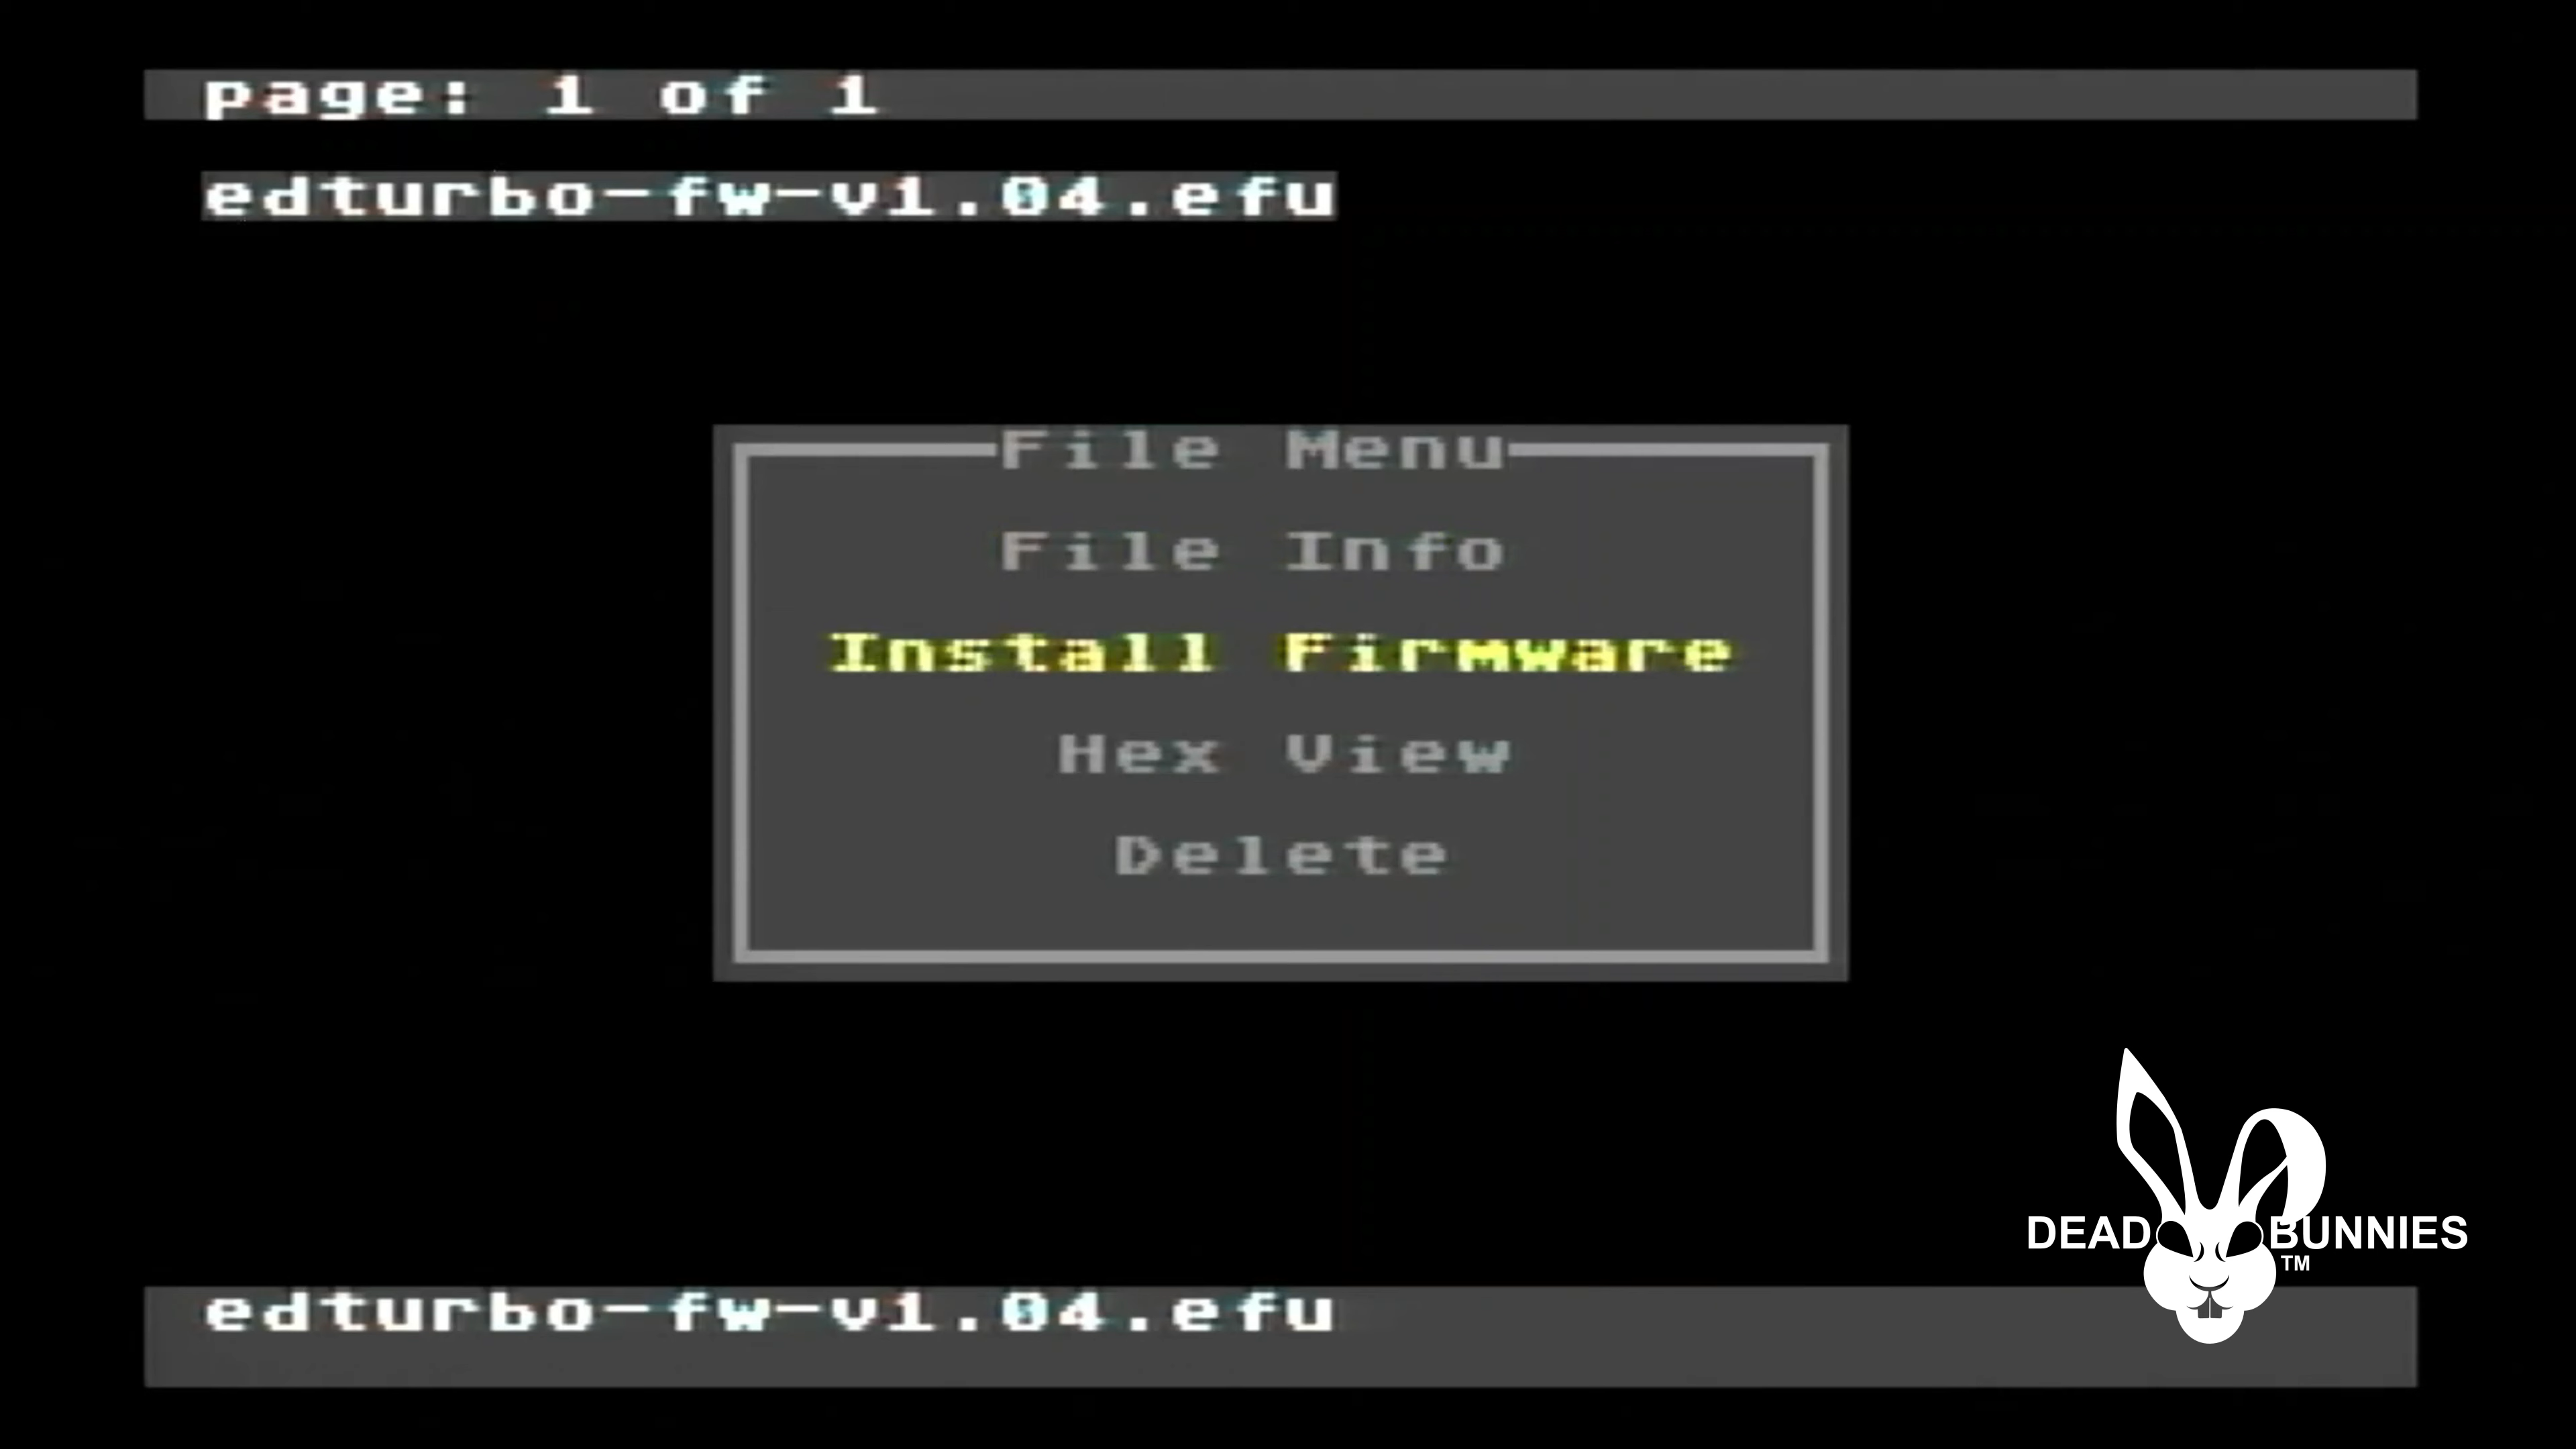 page: 1 of 1
edturbo-fw-v1.04.efu
File Menu
File Info
Install Firmware
Hex View
Delete
DEAD BUNNIES
TM
edturbo-fw-v1.04.efu